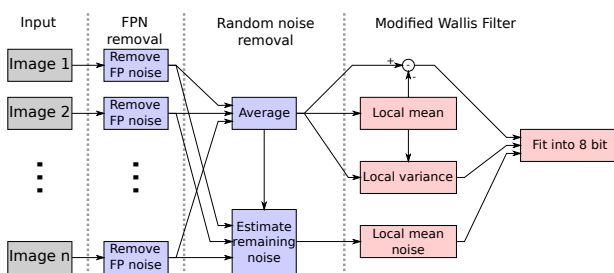 Input
FPN
removal
Random noise
removal
Modified Wallis Filter
Image 1
Remove
FP noise
+
-
-
Image 2
Remove
FP noise
Average
Local mean
Fit into 8 bit
Local variance
Image n
Remove
FP noise
Estimate
remaining
noise
Local mean
noise